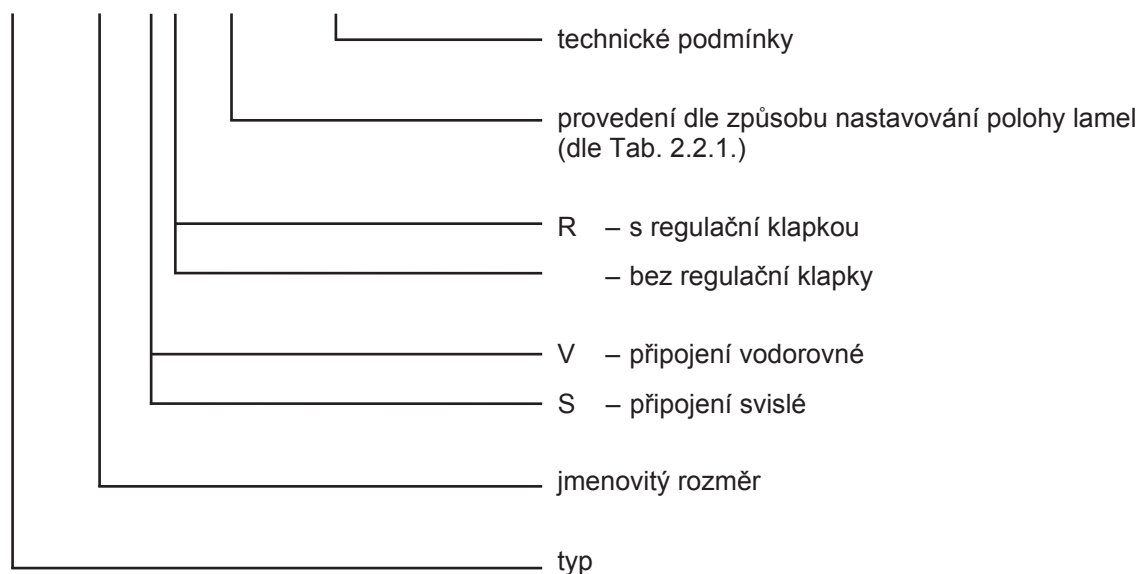 technické podmínky
provedení dle způsobu nastavování polohy lamel
(dle Tab. 2.2.1.)
R – s regulační klapkou
– bez regulační klapky
V – připojení vodorovné
S – připojení svislé
jmenovitý rozměr
typ